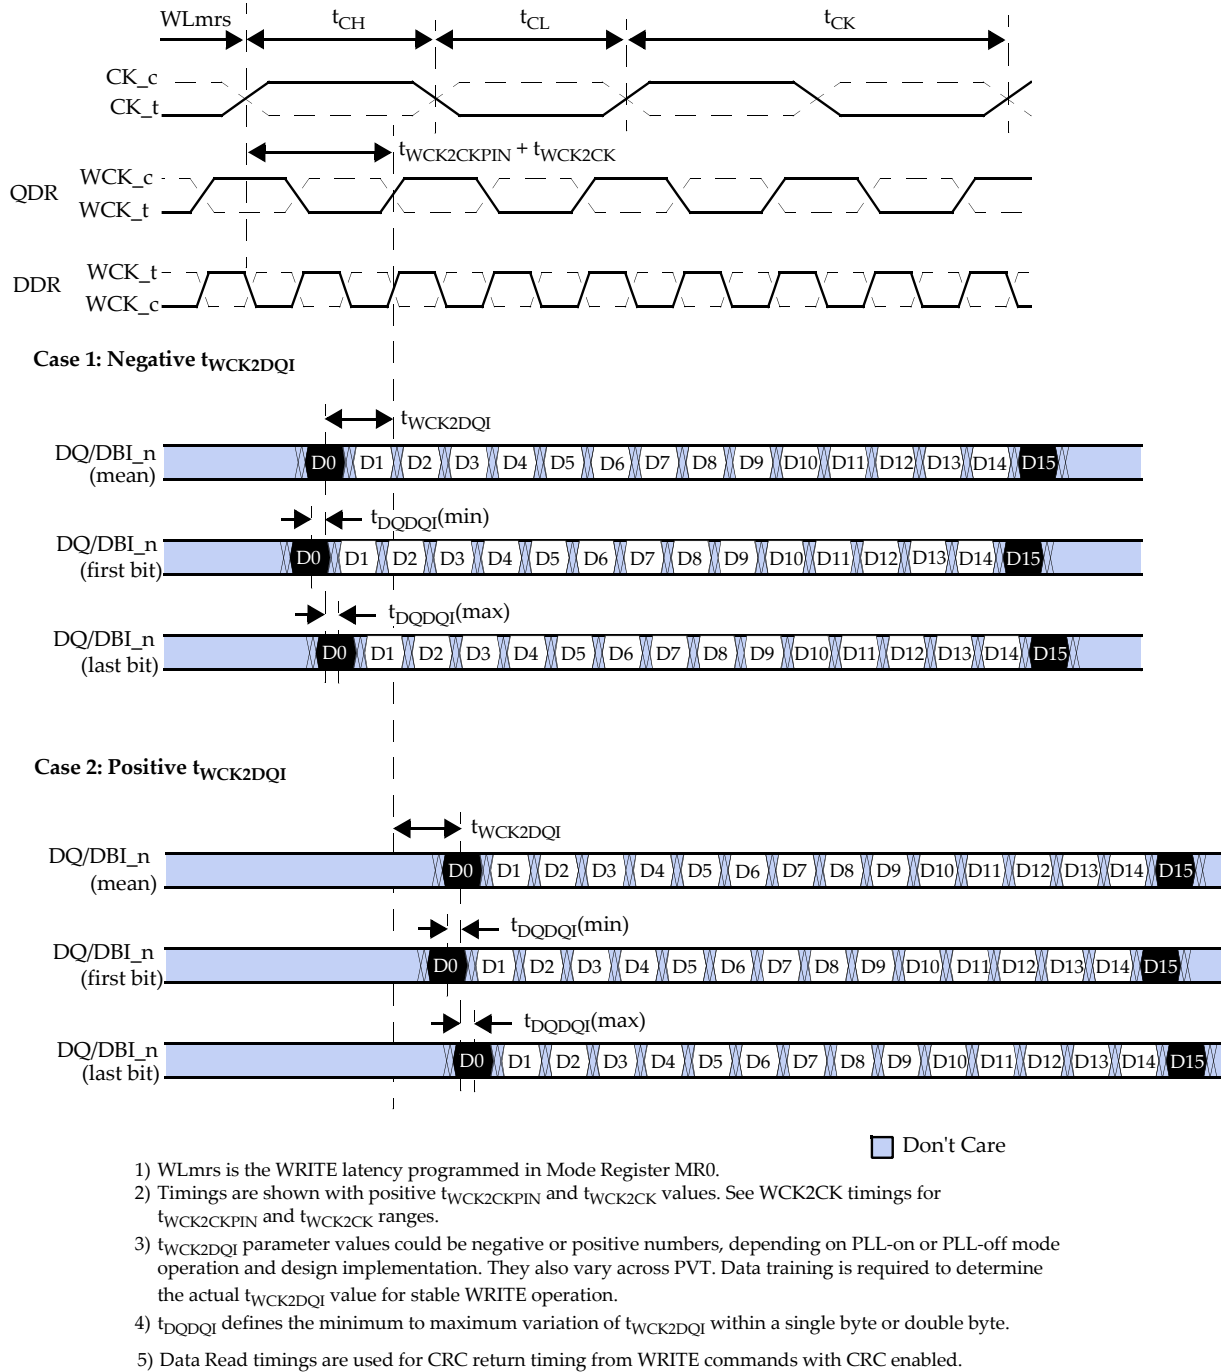 WLmrs tCH tCL tCK
CK_c
CK_t
tWCK2CKPIN + tWCK2CK
QDR WCK_c
WCK_t
DDR WCK_t
WCK_c
Case 1: Negative tWCK2DQI
tWCK2DQI
DQ/DBI_n
(mean)
D0 D1 D2 D3 D4 D5 D6 D7 D8 D9 D10 D11 D12 D13 D14 D15
tDQDQI(min)
DQ/DBI_n
(first bit)
D0 D1 D2 D3 D4 D5 D6 D7 D8 D9 D10 D11 D12 D13 D14 D15
tDQDQI(max)
DQ/DBI_n
(last bit)
D0 D1 D2 D3 D4 D5 D6 D7 D8 D9 D10 D11 D12 D13 D14 D15
Case 2: Positive tWCK2DQI
tWCK2DQI
DQ/DBI_n
(mean)
D0 D1 D2 D3 D4 D5 D6 D7 D8 D9 D10 D11 D12 D13 D14 D15
tDQDQI(min)
DQ/DBI_n
(first bit)
D0 D1 D2 D3 D4 D5 D6 D7 D8 D9 D10 D11 D12 D13 D14 D15
tDQDQI(max)
DQ/DBI_n
(last bit)
D0 D1 D2 D3 D4 D5 D6 D7 D8 D9 D10 D11 D12 D13 D14 D15
Don't Care
1) WLmrs is the WRITE latency programmed in Mode Register MR0.
2) Timings are shown with positive tWCK2CKPIN and tWCK2CK values. See WCK2CK timings for
tWCK2CKPIN and tWCK2CK ranges.
3) tWCK2DQI parameter values could be negative or positive numbers, depending on PLL-on or PLL-off mode
operation and design implementation. They also vary across PVT. Data training is required to determine
the actual tWCK2DQI value for stable WRITE operation.
4) tDQDQI defines the minimum to maximum variation of tWCK2DQI within a single byte or double byte.
5) Data Read timings are used for CRC return timing from WRITE commands with CRC enabled.